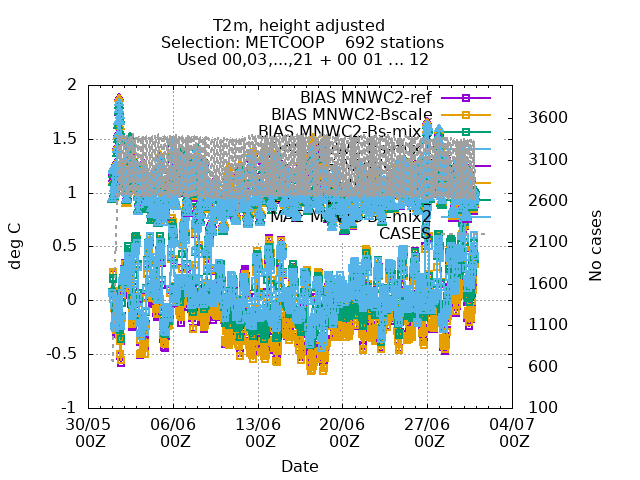 T2m, height adjusted
Selection: METCOOP 692 stations
Used 00,03,...,21 + 00 01 ... 12
2
1.5
1
0.5
0
-0.5
-1
deg C
BIAS MNWC2-ref
BIAS MNWC2-Bscale
BIAS MNWC2-Bs-mix
CASES
3600
3100
2600
2100
1600
1100
600
100
No cases
30/05 06/06 13/06 20/06 27/06 04/07
00Z 00Z 00Z 00Z 00Z 00Z
Date